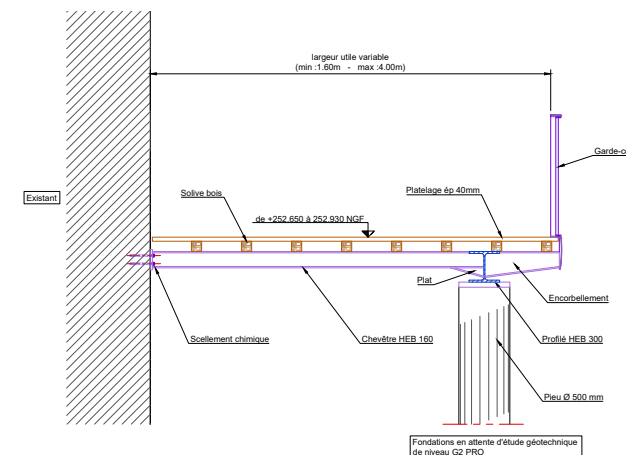 largeur utile variable
(min :1.60m - max :4.00m)
Garde-c
Existant
Solive bois
Platelage ép 40mm
de +252.650 à 252.930 NGF
Plat
Encorbellement
Scellement chimique
Chevêtre HEB 160
Profilé HEB 300
Pieu Ø 500 mm
Fondations en attente d'étude géotechnique
de niveau G2 PRO